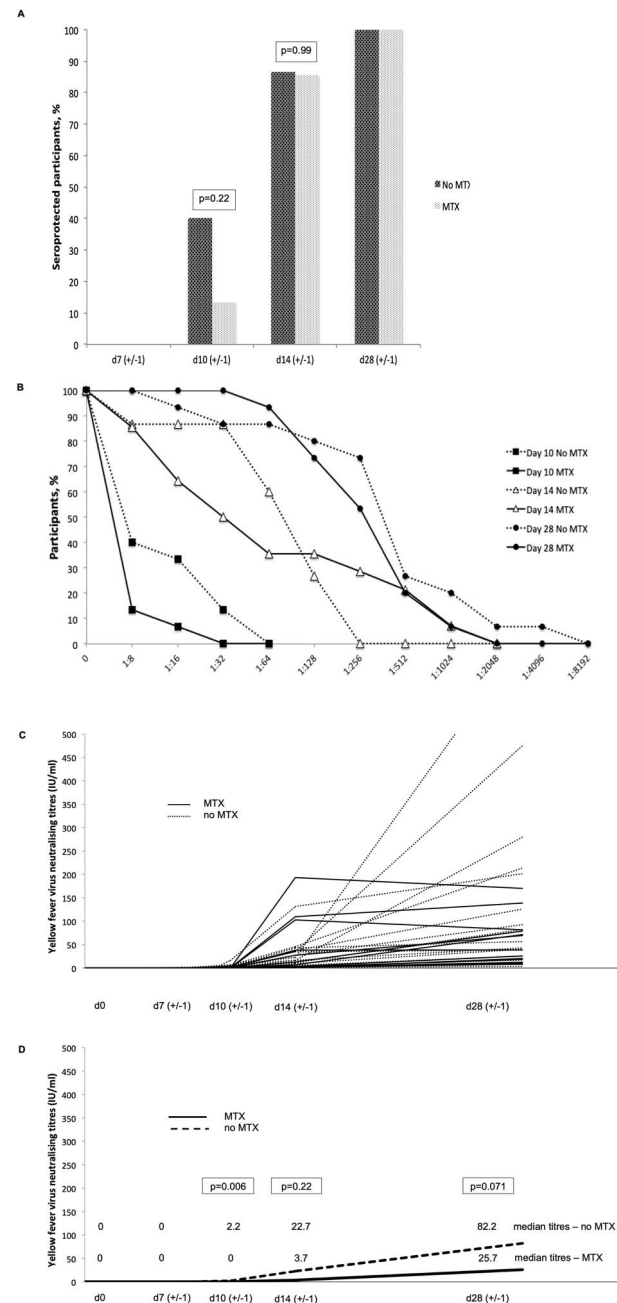 A
p=0.99
p=0.22
100
90
80
70
60
50
40
30
20
10
0
Seroprotected participants, %
No MT
MTX
d7 (+/-1) d10 (+/-1) d14 (+/-1) d28 (+/-1)
B
100
90
80
70
60
50
40
30
20
10
0
Participants, %
Day 10 No MTX
Day 10 MTX
Day 14 No MTX
Day 14 MTX
Day 28 No MTX
Day 28 MTX
0 1:8 1:16 1:32 1:64 1:128 1:256 1:512 1:1024 1:2048 1:4096 1:8192
C
Yellow fever virus neutralising titres (IU/ml)
500
450
400
350
300
250
200
150
100
50
0
MTX
no MTX
d0 d7 (+/-1) d10 (+/-1) d14 (+/-1) d28 (+/-1)
D
Yellow fever virus neutralising titres (IU/ml)
500
450
400
350
300
250
200
150
100
50
0
MTX
no MTX
p=0.006 p=0.22 p=0.071
0 0 2.2 22.7 82.2 median titres – no MTX
0 0 0 3.7 25.7 median titres – MTX
d0 d7 (+/-1) d10 (+/-1) d14 (+/-1) d28 (+/-1)